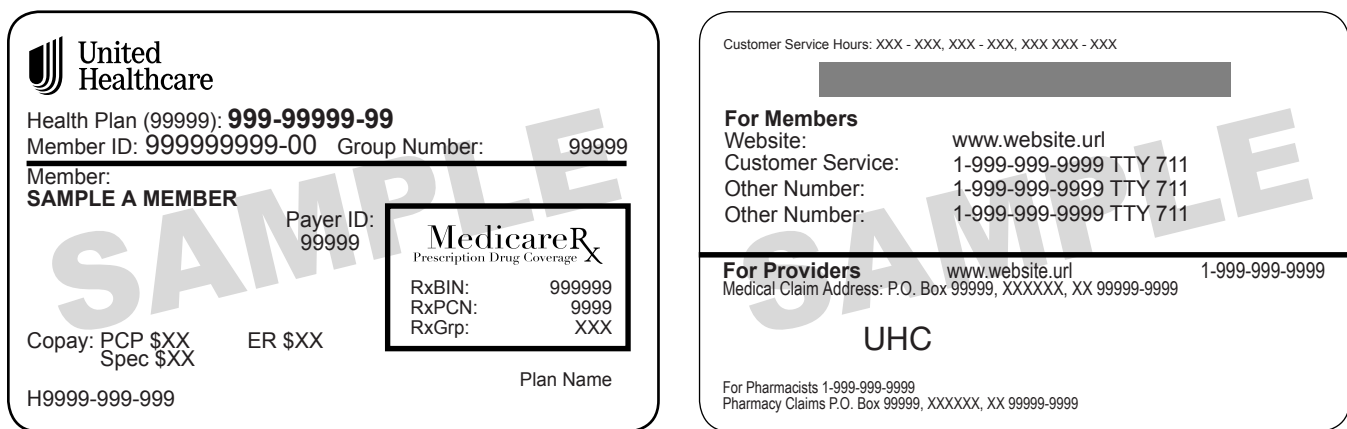 United
Healthcare
Health Plan (99999): 999-99999-99
Member ID: 999999999-00 Group Number: 99999
Member:
SAMPLE A MEMBER
Payer ID:
99999
MedicareRx
Prescription Drug Coverage
RxBIN: 999999
RxPCN: 9999
RxGrp: XXX
Copay: PCP $XX ER $XX
Spec $XX
Plan Name
H9999-999-999
SAMPLE
Customer Service Hours: XXX - XXX, XXX - XXX, XXX XXX - XXX
For Members
Website: www.website.url
Customer Service: 1-999-999-9999 TTY 711
Other Number: 1-999-999-9999 TTY 711
Other Number: 1-999-999-9999 TTY 711
For Providers www.website.url 1-999-999-9999
Medical Claim Address: P.O. Box 99999, XXXXXX, XX 99999-9999
UHC
For Pharmacists 1-999-999-9999
Pharmacy Claims P.O. Box 99999, XXXXXX, XX 99999-9999
SAMPLE